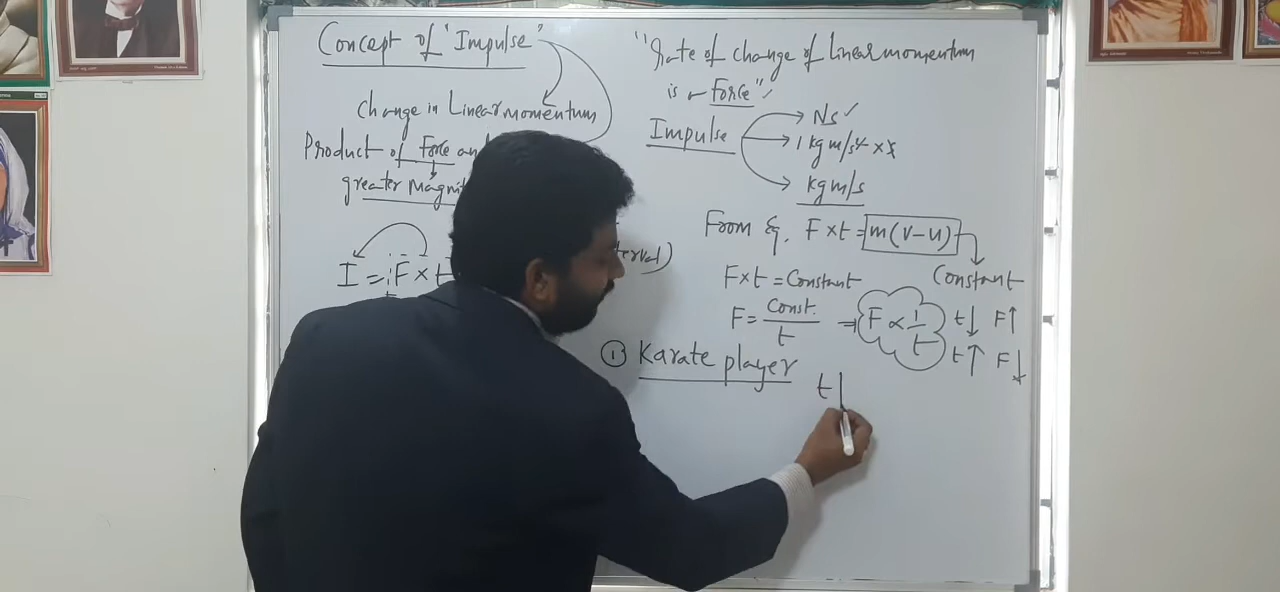 Concept of 'Impulse'
Change in Linear momentum
Product of Force an
greater Magnit
terval)
I = F × t
"Rate of change of linear momentum
is Force"
Impulse
Ns ✓
1 kg m/s² × s
kg m/s
From Eq. F × t = m(v-u)
Constant
F × t = Constant
F = Const. / t
⇒ F ∝ 1/t
t↓ F↑
t↑ F↓
① Karate player
t